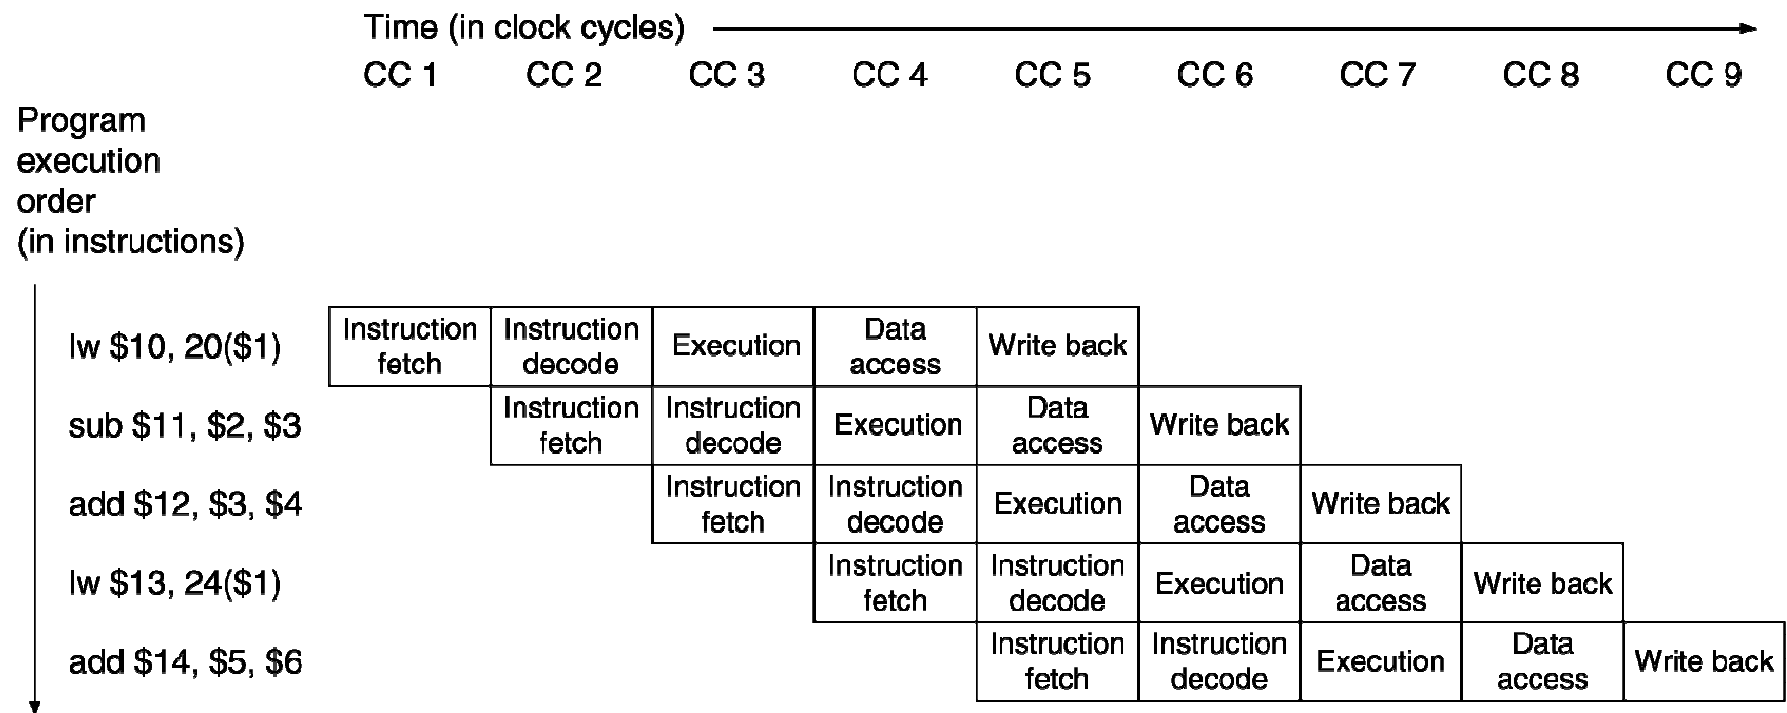 Time (in clock cycles)
CC 1 CC 2 CC 3 CC 4 CC 5 CC 6 CC 7 CC 8 CC 9
Program
execution
order
(in instructions)
lw $10, 20($1)
Instruction fetch
Instruction decode
Execution
Data access
Write back
sub $11, $2, $3
Instruction fetch
Instruction decode
Execution
Data access
Write back
add $12, $3, $4
Instruction fetch
Instruction decode
Execution
Data access
Write back
lw $13, 24($1)
Instruction fetch
Instruction decode
Execution
Data access
Write back
add $14, $5, $6
Instruction fetch
Instruction decode
Execution
Data access
Write back